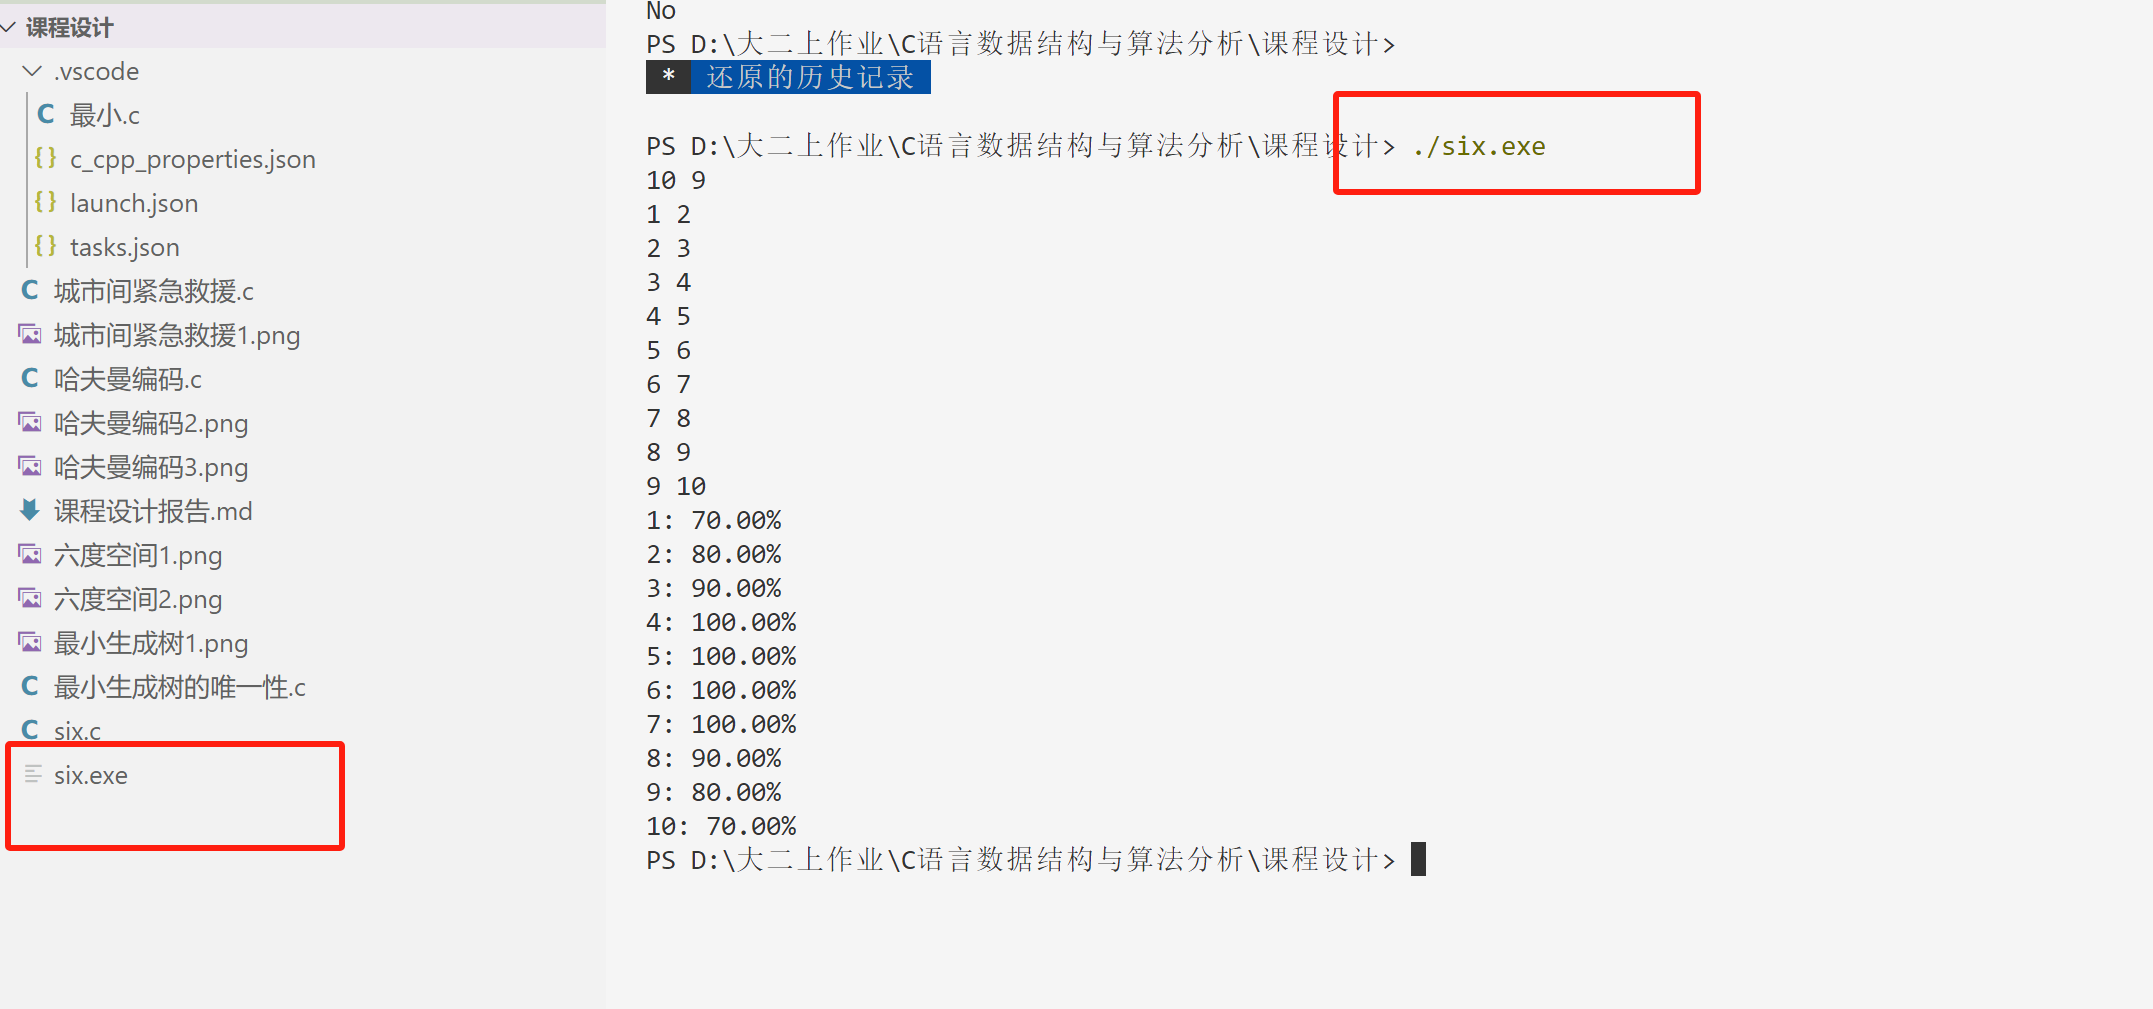 课程设计
.vscode
C 最小.c
{} c_cpp_properties.json
{} launch.json
{} tasks.json
C 城市间紧急救援.c
城市间紧急救援1.png
C 哈夫曼编码.c
哈夫曼编码2.png
哈夫曼编码3.png
课程设计报告.md
六度空间1.png
六度空间2.png
最小生成树1.png
C 最小生成树的唯一性.c
C six.c
six.exe
No
PS D:\大二上作业\C语言数据结构与算法分析\课程设计>
* 还原的历史记录
PS D:\大二上作业\C语言数据结构与算法分析\课程设计> ./six.exe
10 9
1 2
2 3
3 4
4 5
5 6
6 7
7 8
8 9
9 10
1: 70.00%
2: 80.00%
3: 90.00%
4: 100.00%
5: 100.00%
6: 100.00%
7: 100.00%
8: 90.00%
9: 80.00%
10: 70.00%
PS D:\大二上作业\C语言数据结构与算法分析\课程设计>